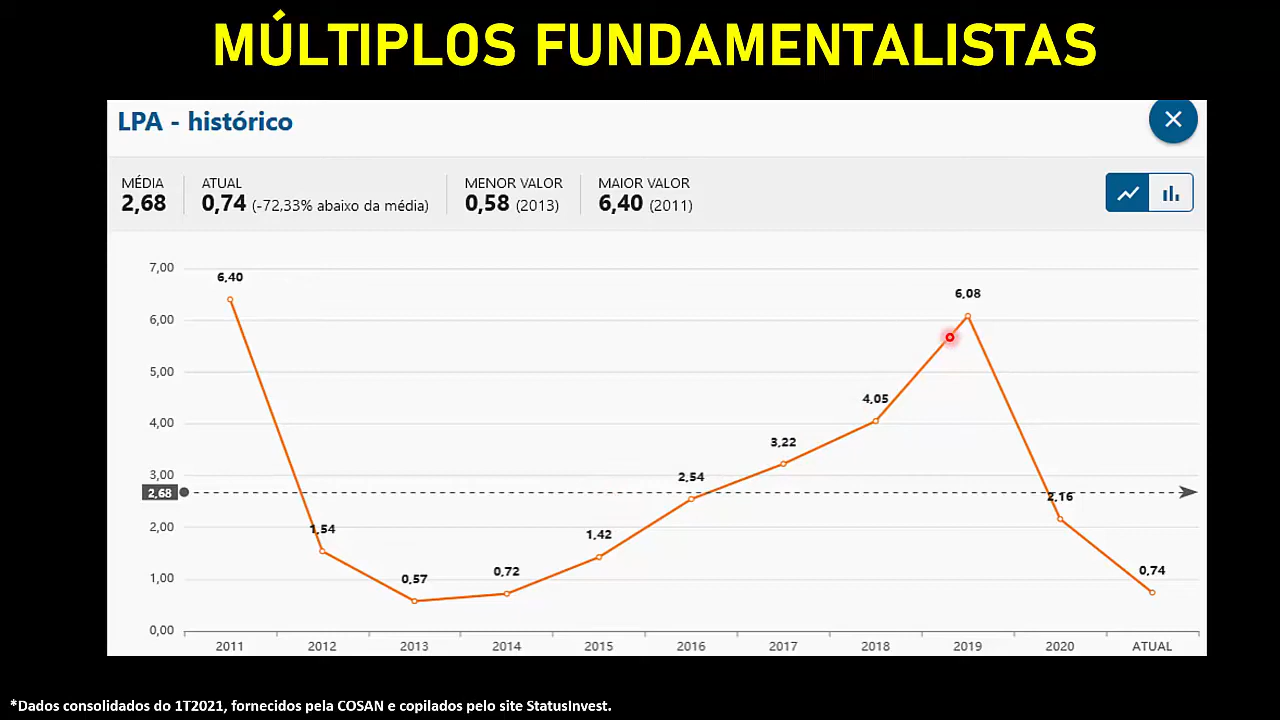 MÚLTIPLOS FUNDAMENTALISTAS
LPA - histórico
MÉDIA
2,68
ATUAL
0,74 (-72,33% abaixo da média)
MENOR VALOR
0,58 (2013)
MAIOR VALOR
6,40 (2011)
7,00
6,00
5,00
4,00
3,00
2,68
2,00
1,00
0,00
6,40
1,54
0,57
0,72
1,42
2,54
3,22
4,05
6,08
2,16
0,74
2011 2012 2013 2014 2015 2016 2017 2018 2019 2020 ATUAL
*Dados consolidados do 1T2021, fornecidos pela COSAN e copilados pelo site StatusInvest.